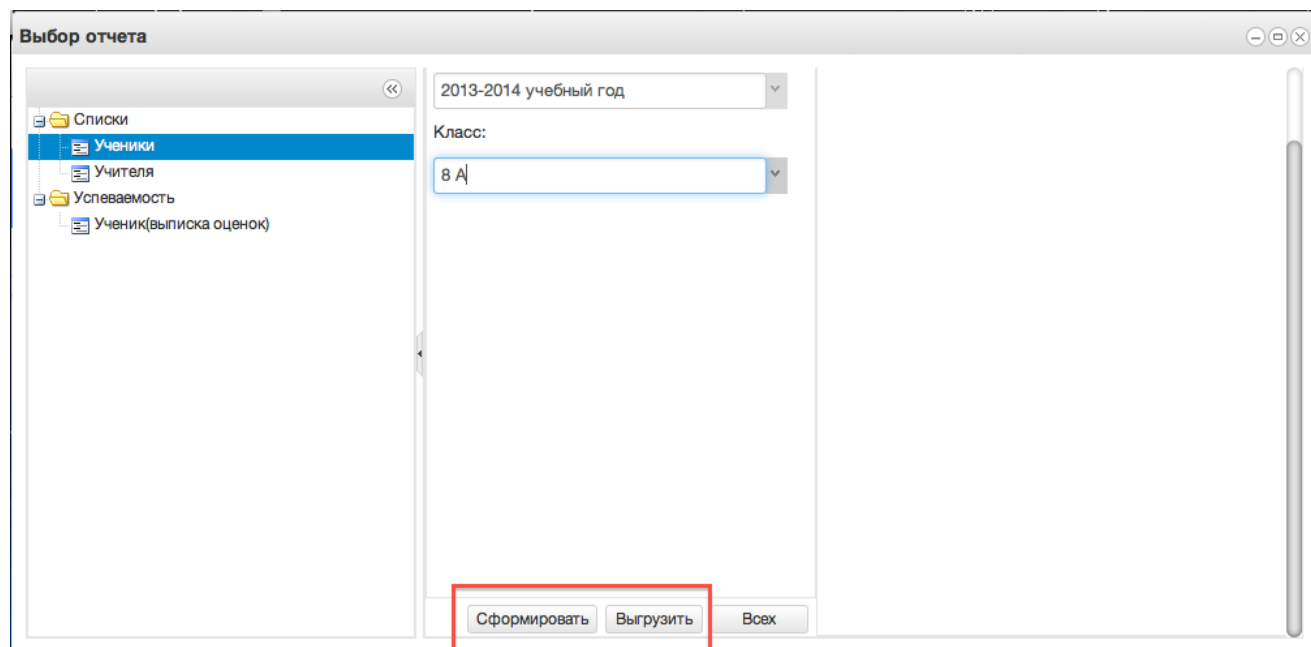 Выбор отчета
Списки
Ученики
Учителя
Успеваемость
Ученик(выписка оценок)
2013-2014 учебный год
Класс:
8 А
Сформировать
Выгрузить
Всех